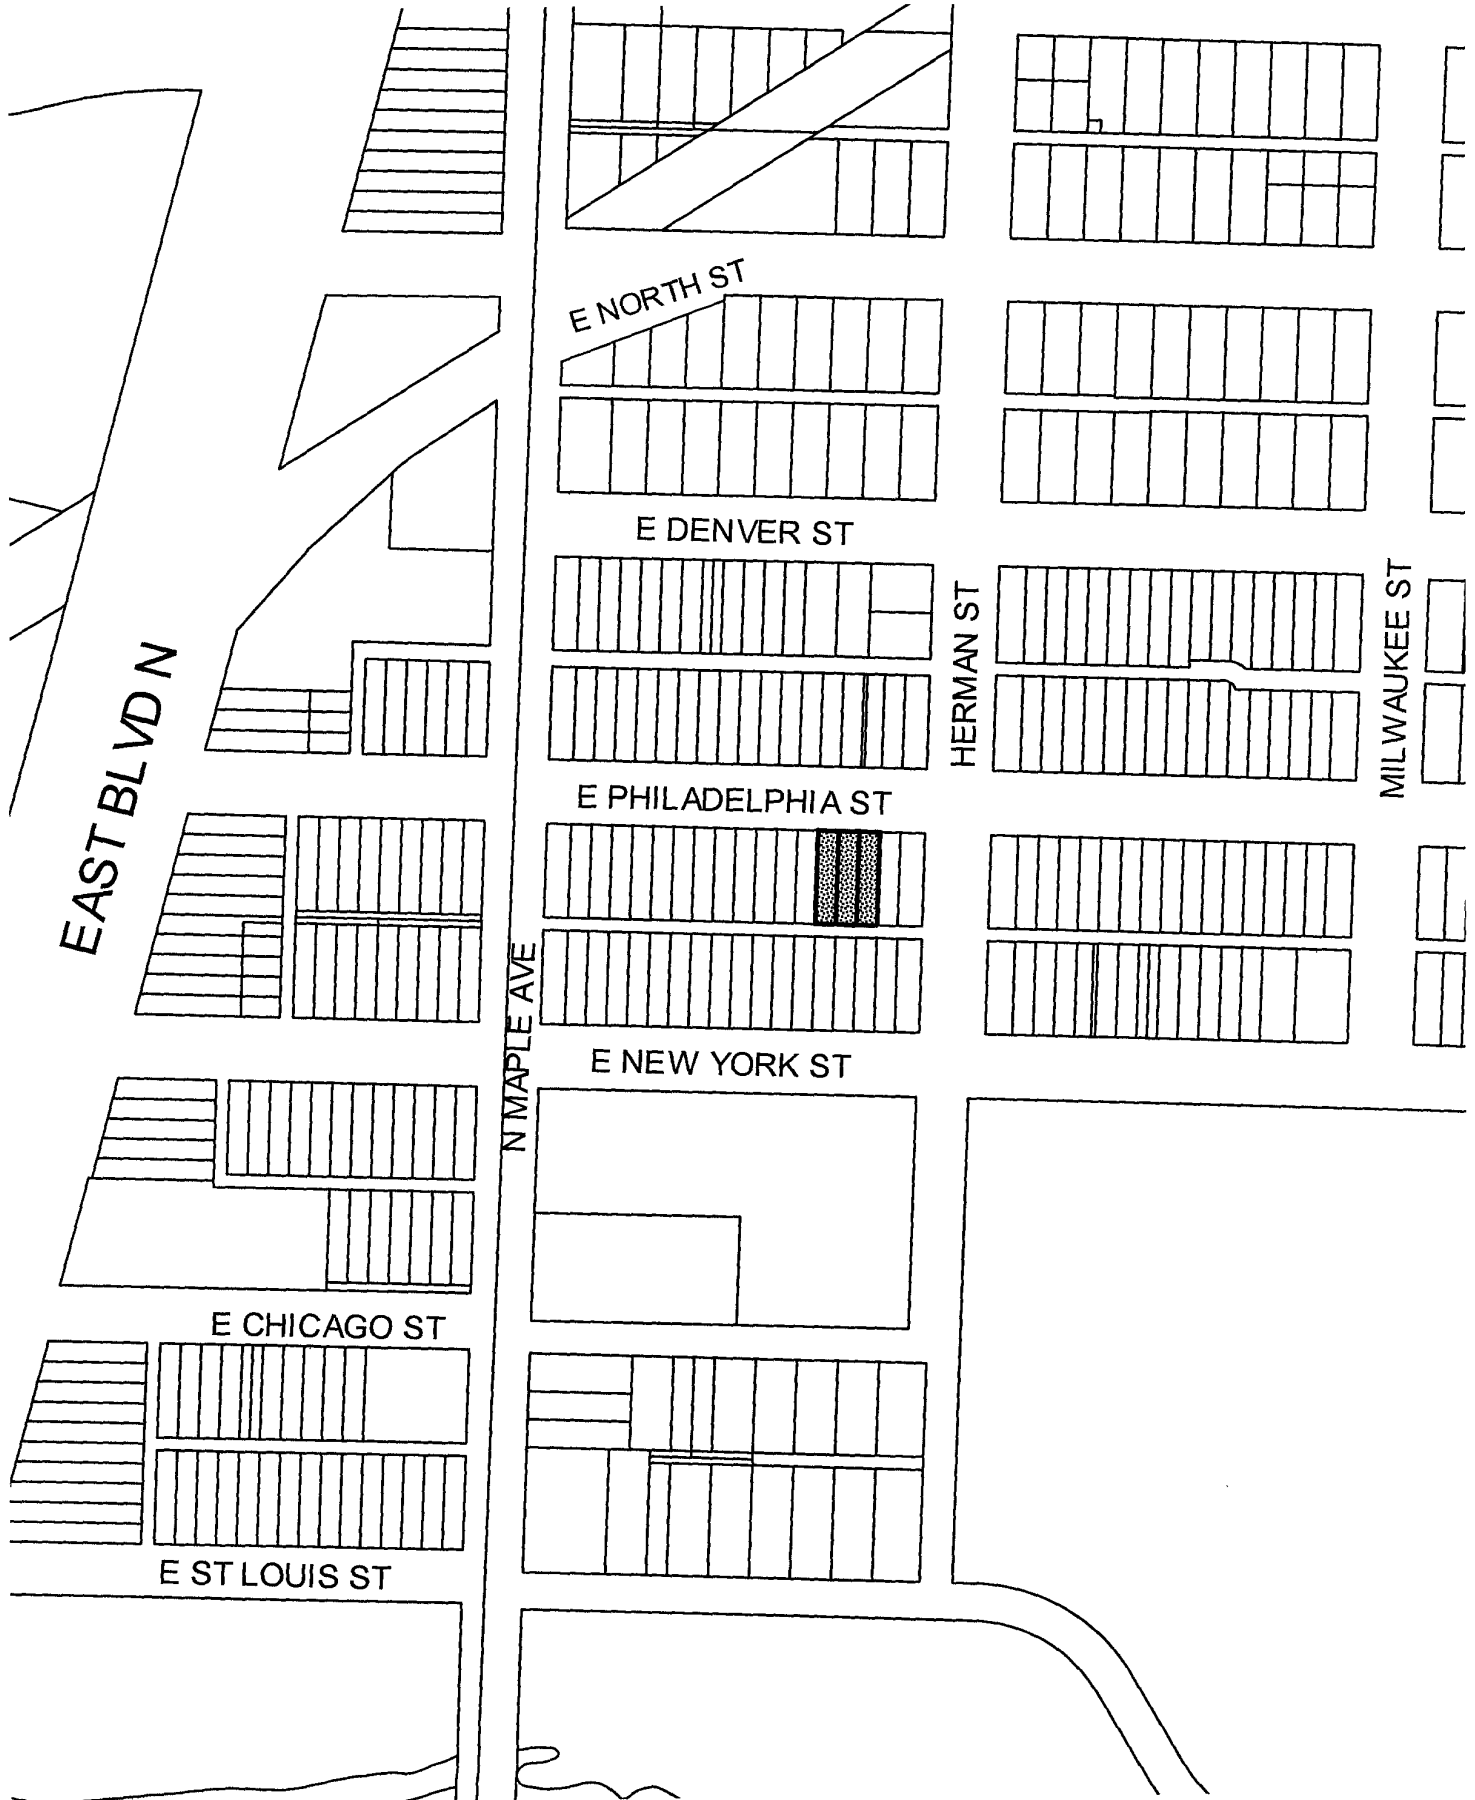 E NORTH ST
E DENVER ST
HERMAN ST
MILWAUKEE ST
EAST BLVD N
E PHILADELPHIA ST
N MAPLE AVE
E NEW YORK ST
E CHICAGO ST
E ST LOUIS ST